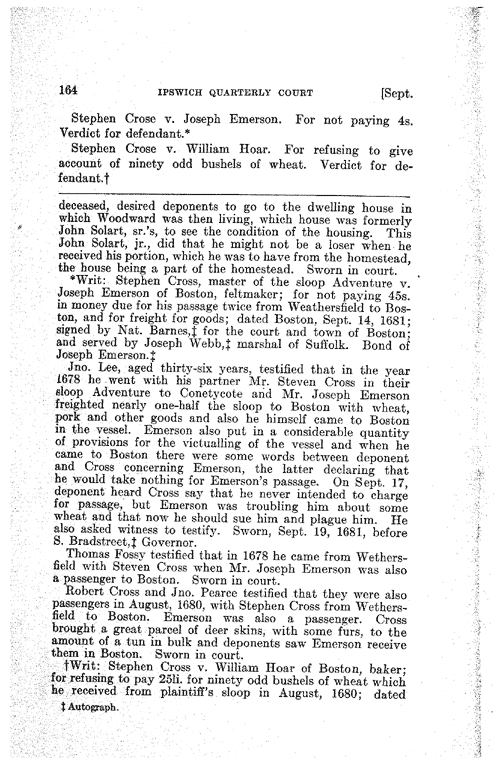 164 IPSWICH QUARTERLY COURT [Sept.
Stephen Crose v. Joseph Emerson. For not paying 4s.
Verdict for defendant.*
Stephen Crose v. William Hoar. For refusing to give
account of ninety odd bushels of wheat. Verdict for de-
fendant.†
deceased, desired deponents to go to the dwelling house in
which Woodward was then living, which house was formerly
John Solart, sr.'s, to see the condition of the housing. This
John Solart, jr., did that he might not be a loser when he
received his portion, which he was to have from the homestead,
the house being a part of the homestead. Sworn in court.
*Writ: Stephen Cross, master of the sloop Adventure v.
Joseph Emerson of Boston, feltmaker; for not paying 45s.
in money due for his passage twice from Weathersfield to Bos-
ton, and for freight for goods; dated Boston, Sept. 14, 1681;
signed by Nat. Barnes,‡ for the court and town of Boston;
and served by Joseph Webb,‡ marshal of Suffolk. Bond of
Joseph Emerson.‡
Jno. Lee, aged thirty-six years, testified that in the year
1678 he went with his partner Mr. Steven Cross in their
sloop Adventure to Conetycote and Mr. Joseph Emerson
freighted nearly one-half the sloop to Boston with wheat,
pork and other goods and also he himself came to Boston
in the vessel. Emerson also put in a considerable quantity
of provisions for the victualling of the vessel and when he
came to Boston there were some words between deponent
and Cross concerning Emerson, the latter declaring that
he would take nothing for Emerson's passage. On Sept. 17,
deponent heard Cross say that he never intended to charge
for passage, but Emerson was troubling him about some
wheat and that now he should sue him and plague him. He
also asked witness to testify. Sworn, Sept. 19, 1681, before
S. Bradstreet,‡ Governor.
Thomas Fossy testified that in 1678 he came from Wethers-
field with Steven Cross when Mr. Joseph Emerson was also
a passenger to Boston. Sworn in court.
Robert Cross and Jno. Pearce testified that they were also
passengers in August, 1680, with Stephen Cross from Wethers-
field to Boston. Emerson was also a passenger. Cross
brought a great parcel of deer skins, with some furs, to the
amount of a tun in bulk and deponents saw Emerson receive
them in Boston. Sworn in court.
†Writ: Stephen Cross v. William Hoar of Boston, baker;
for refusing to pay 25li. for ninety odd bushels of wheat which
he received from plaintiff's sloop in August, 1680; dated
‡ Autograph.